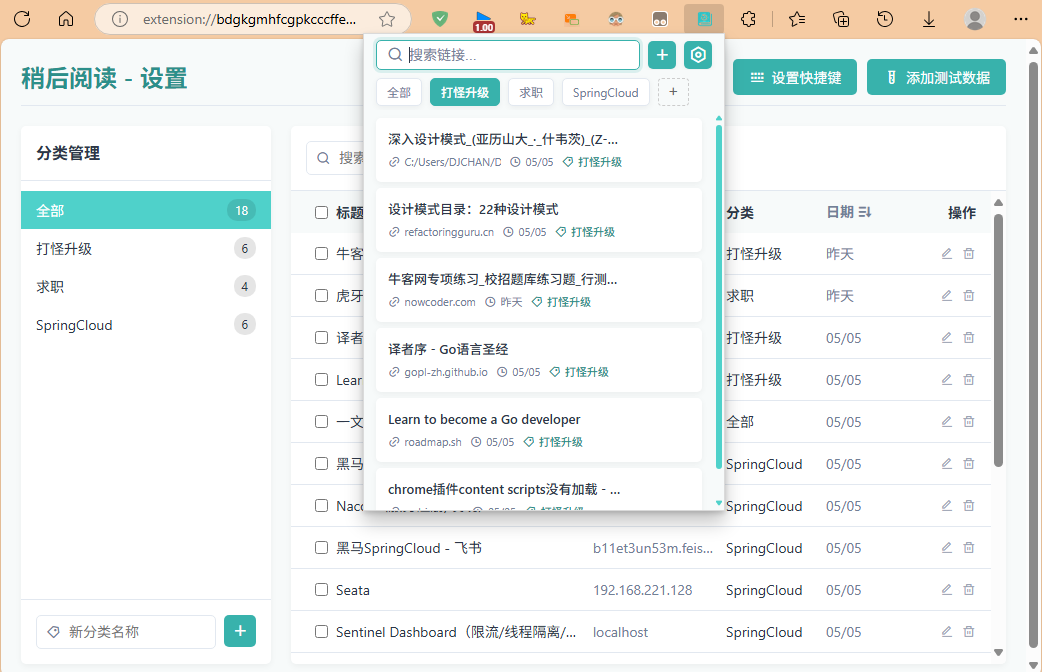 extension://bdgkgmhfcgpkcccffe...
1.00
稍后阅读 - 设置
设置快捷键
添加测试数据
搜索链接...
全部
打怪升级
求职
SpringCloud
+
深入设计模式_(亚历山大_·_什韦茨)_(Z-...
C:/Users/DJCHAN/D 05/05 打怪升级
设计模式目录：22种设计模式
refactoringguru.cn 05/05 打怪升级
牛客网专项练习_校招题库练习题_行测...
nowcoder.com 昨天 打怪升级
译者序 - Go语言圣经
gopl-zh.github.io 05/05 打怪升级
Learn to become a Go developer
roadmap.sh 05/05 打怪升级
chrome插件content scripts没有加载 - ...
分类管理
全部 18
打怪升级 6
求职 4
SpringCloud 6
新分类名称
搜索
标题 分类 日期 操作
牛客 打怪升级 昨天
虎牙 求职 昨天
译者 打怪升级 05/05
Lear 打怪升级 05/05
一文 全部 05/05
黑马 SpringCloud 05/05
Naco SpringCloud 05/05
黑马SpringCloud - 飞书 b11et3un53m.feis... SpringCloud 05/05
Seata 192.168.221.128 SpringCloud 05/05
Sentinel Dashboard（限流/线程隔离/... localhost SpringCloud 05/05